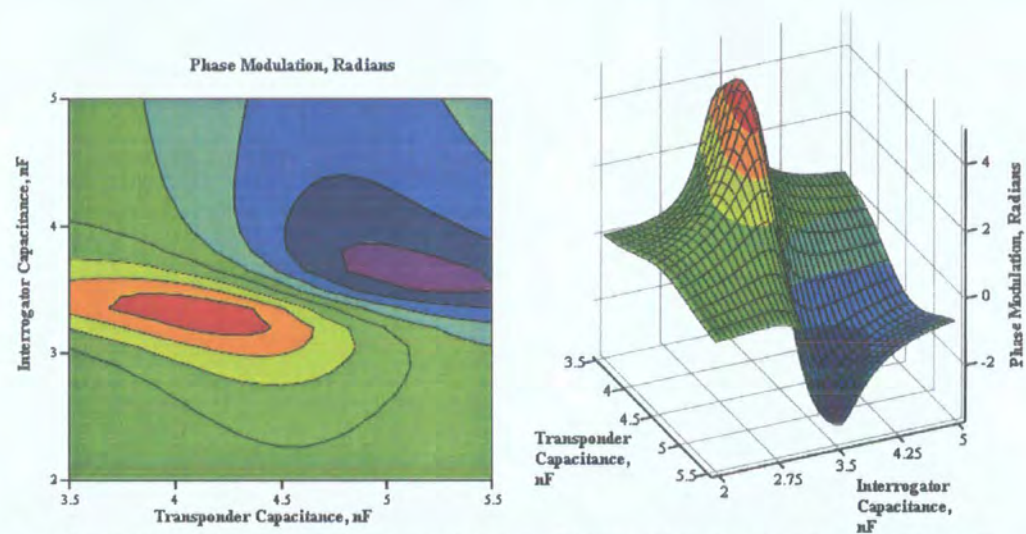 Phase Modulation, Radians
5
4
3
2
Interrogator Capacitance, nF
3.5
4
4.5
5
5.5
Transponder Capacitance, nF
4
2
0
-2
Phase Modulation, Radians
3.5
4
4.5
5
5.5
Transponder
Capacitance,
nF
2
2.75
3.5
4.25
5
Interrogator
Capacitance,
nF